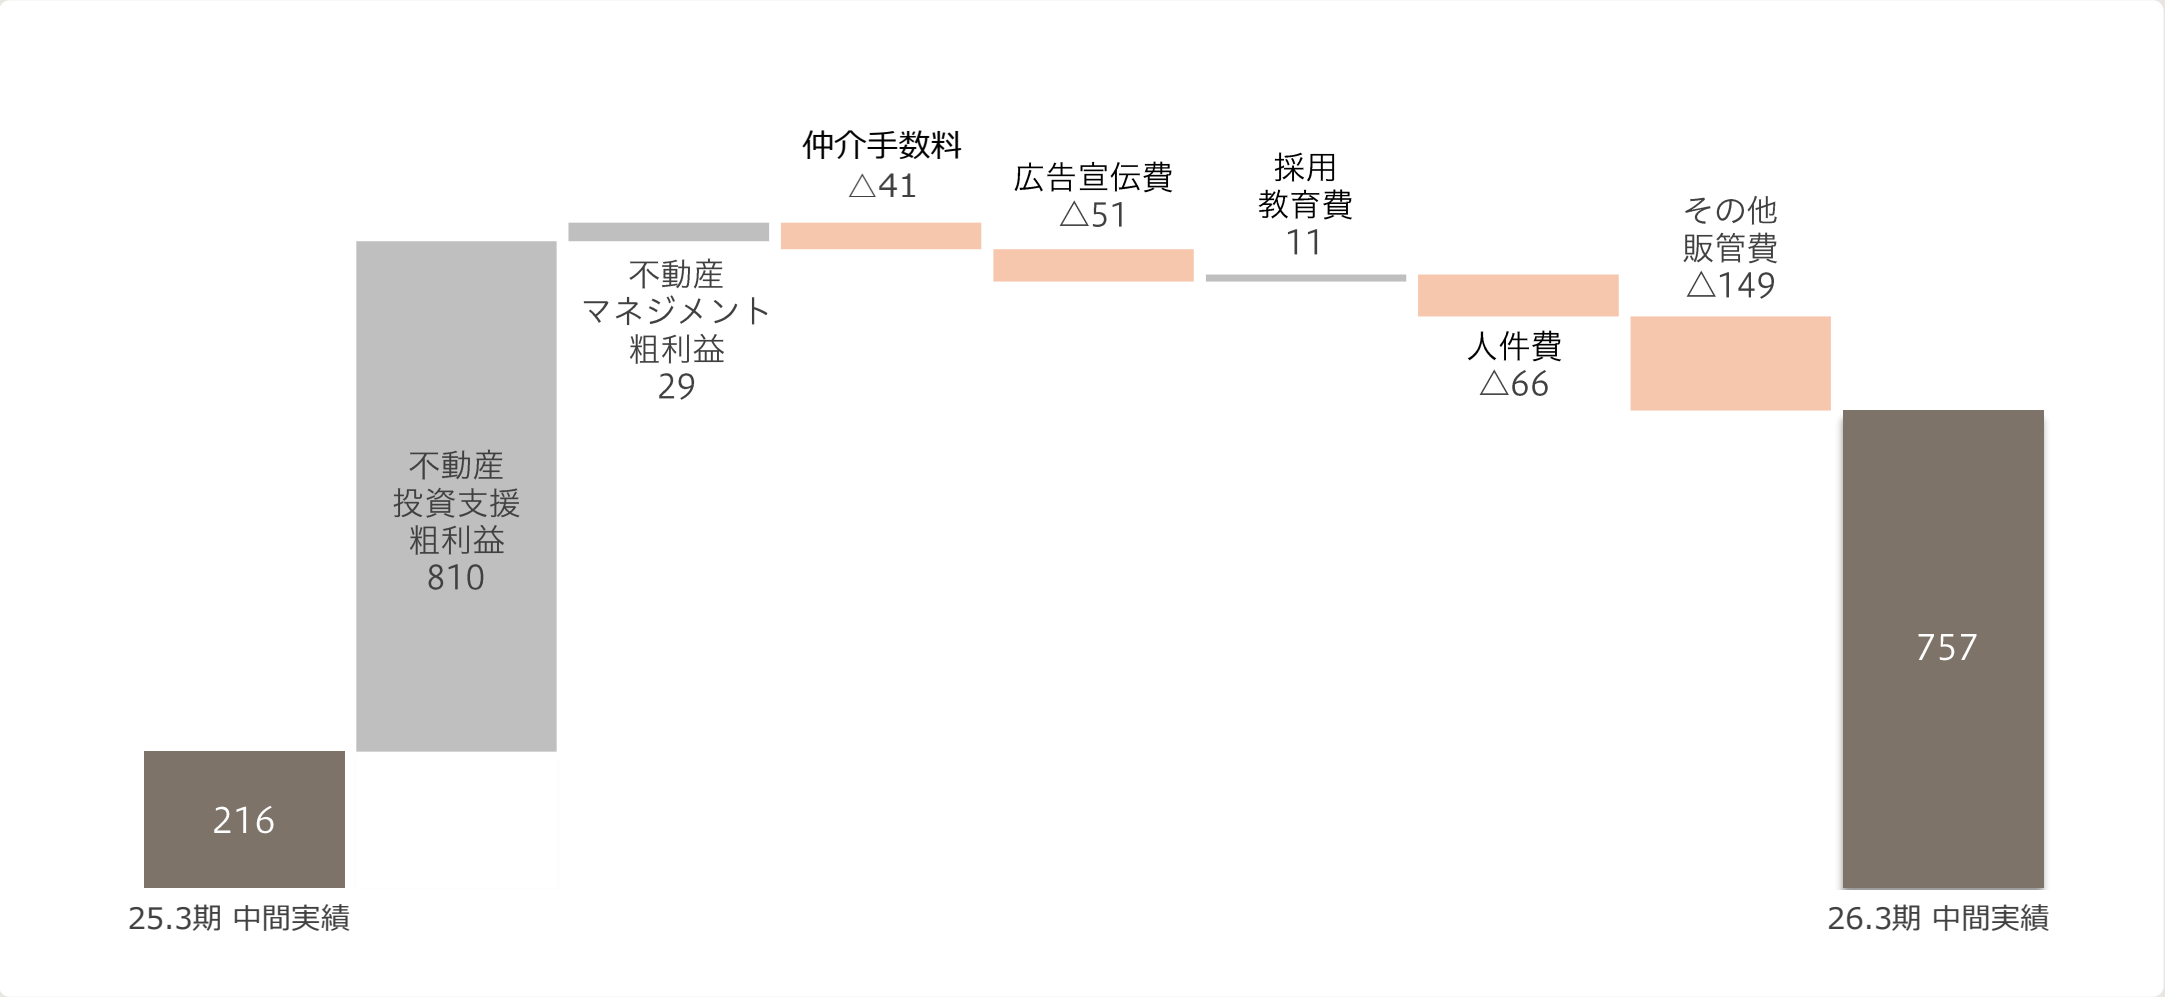 仲介手数料
△41
広告宣伝費
△51
採用
教育費
11
その他
販管費
△149
不動産
マネジメント
粗利益
29
人件費
△66
不動産
投資支援
粗利益
810
757
216
25.3期 中間実績
26.3期 中間実績